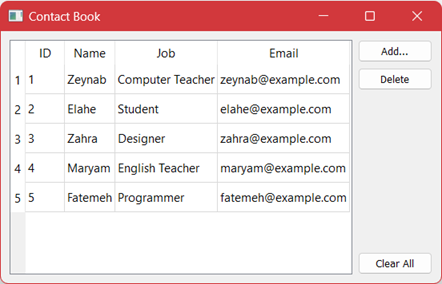 Contact Book
ID Name Job Email
1 1 Zeynab Computer Teacher zeynab@example.com
2 2 Elahe Student elahe@example.com
3 3 Zahra Designer zahra@example.com
4 4 Maryam English Teacher maryam@example.com
5 5 Fatemeh Programmer fatemeh@example.com
Add...
Delete
Clear All